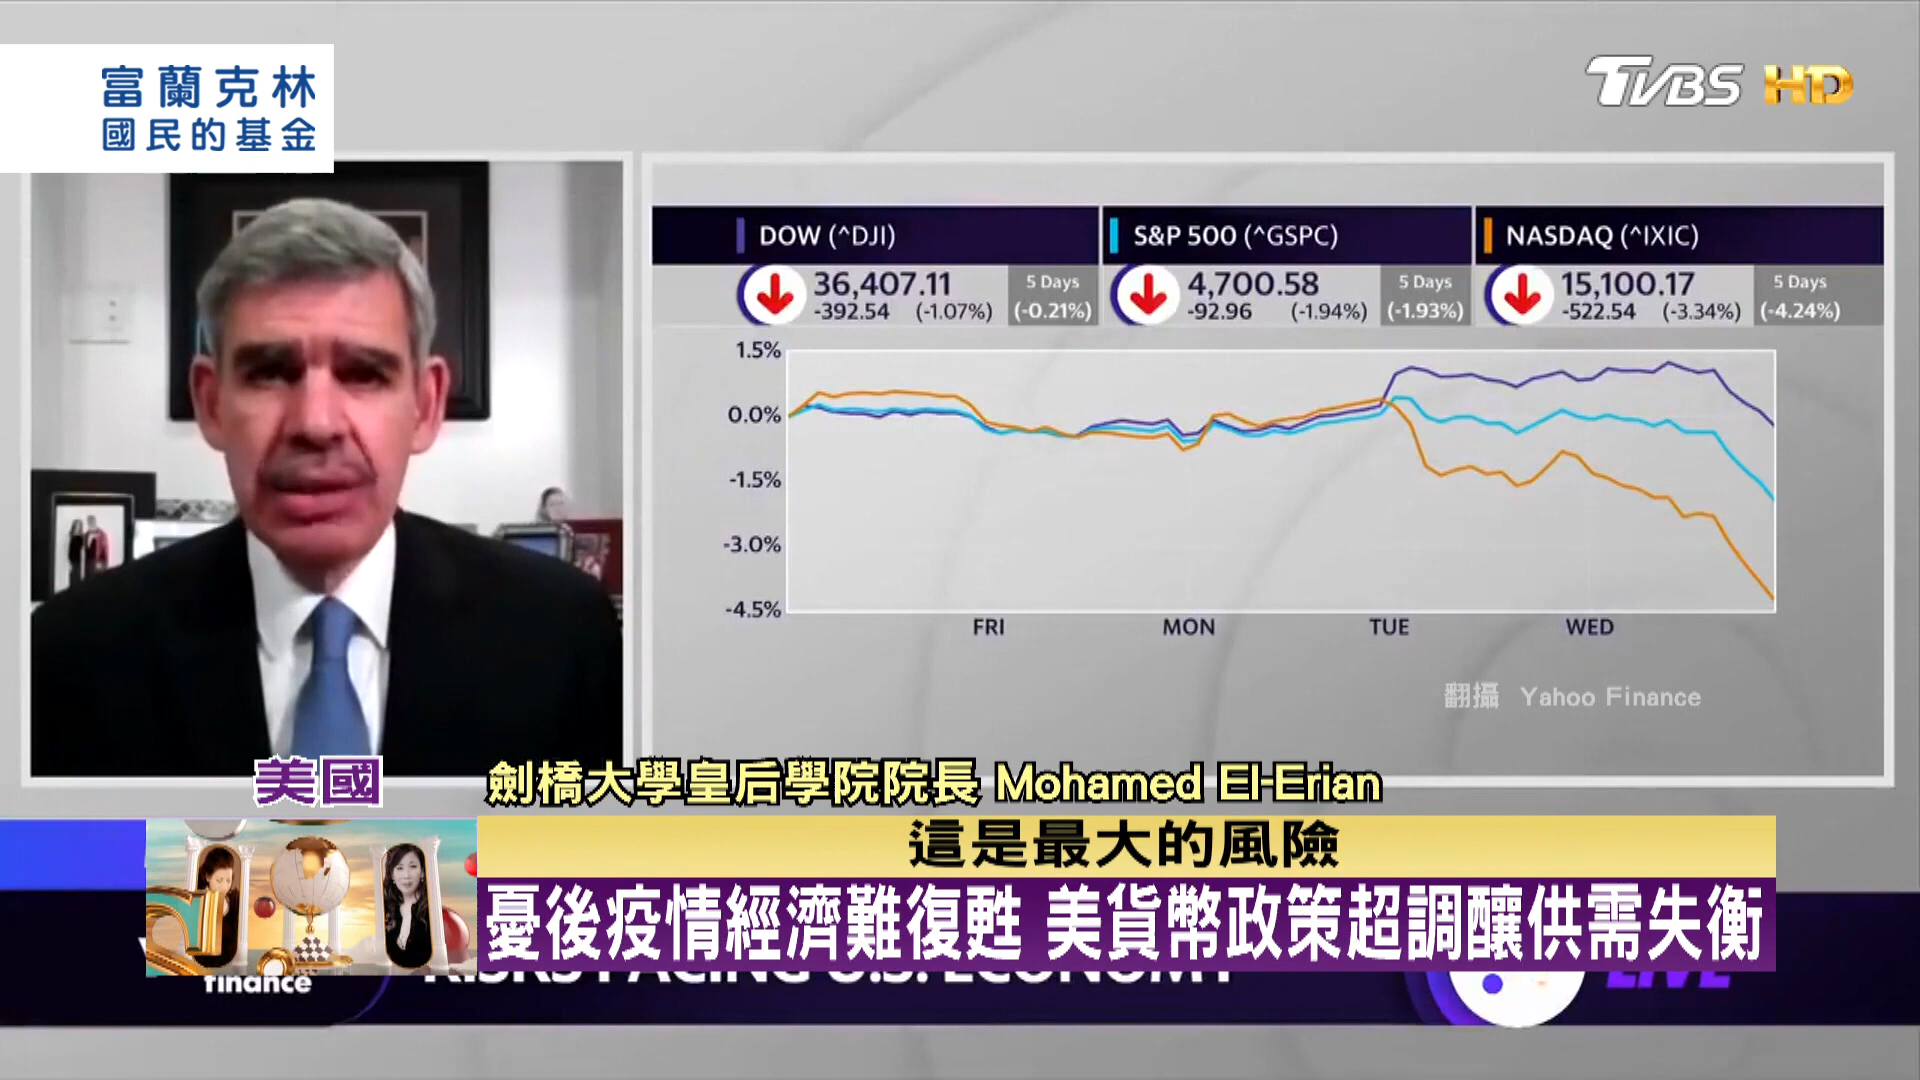 富蘭克林
國民的基金
TVBS HD
DOW (^DJI)
36,407.11
-392.54 (-1.07%)
5 Days
(-0.21%)
S&P 500 (^GSPC)
4,700.58
-92.96 (-1.94%)
5 Days
(-1.93%)
NASDAQ (^IXIC)
15,100.17
-522.54 (-3.34%)
5 Days
(-4.24%)
1.5%
0.0%
-1.5%
-3.0%
-4.5%
FRI MON TUE WED
翻攝 Yahoo Finance
美國
劍橋大學皇后學院院長 Mohamed El-Erian
這是最大的風險
憂後疫情經濟難復甦 美貨幣政策超調釀供需失衡
finance
RISKS FACING U.S. ECONOMY
LIVE